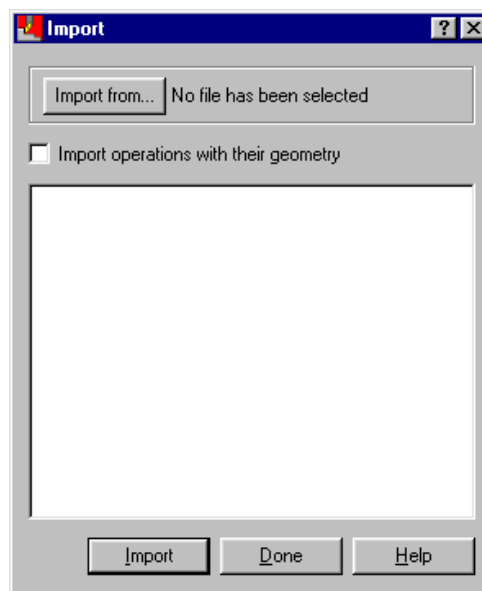 Import
Import from... No file has been selected
Import operations with their geometry
Import Done Help